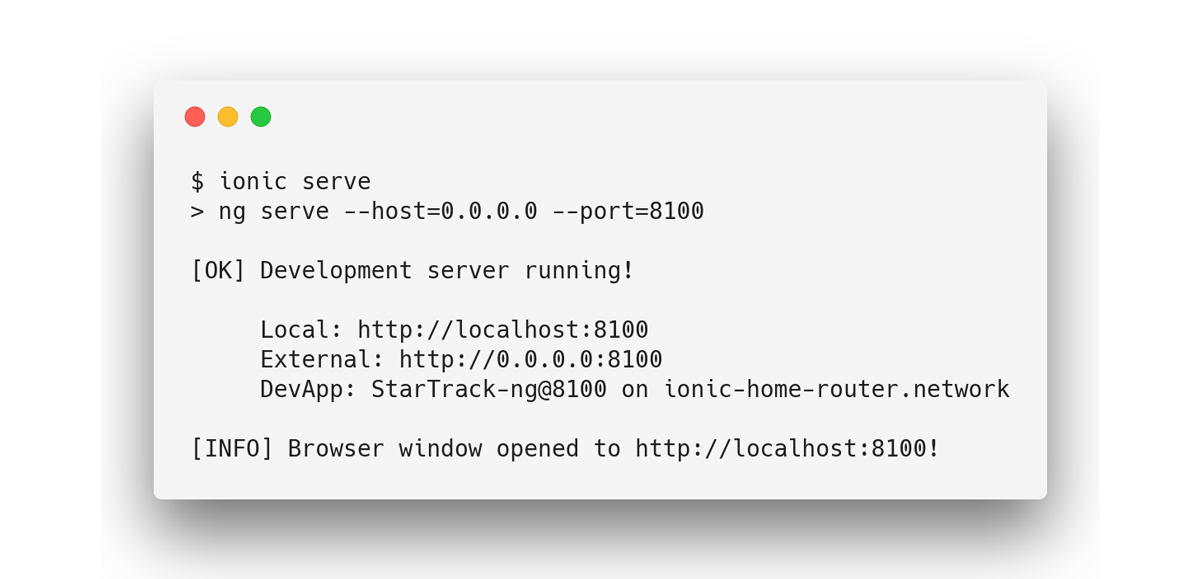 $ ionic serve
> ng serve --host=0.0.0.0 --port=8100
[OK] Development server running!
Local: http://localhost:8100
External: http://0.0.0.0:8100
DevApp: StarTrack-ng@8100 on ionic-home-router.network
[INFO] Browser window opened to http://localhost:8100!